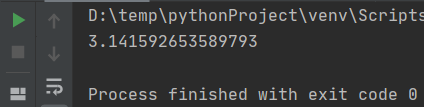 D:\temp\pythonProject\venv\Scripts
3.141592653589793
Process finished with exit code 0